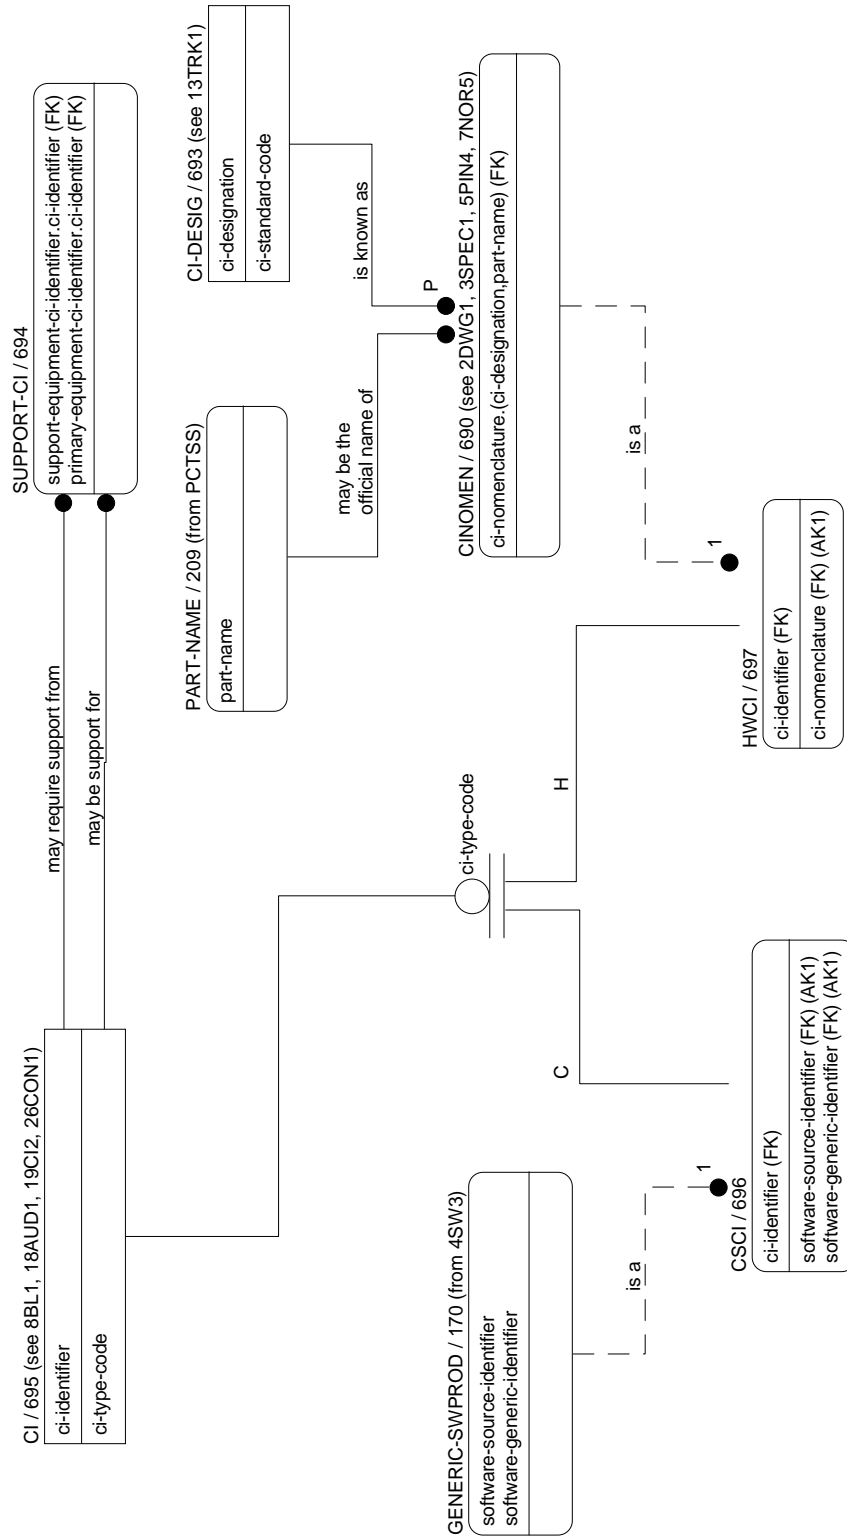 CI / 695 (see 8BL1, 18AUD1, 19CI2, 26CON1)
ci-identifier
ci-type-code
may require support from
may be support for
SUPPORT-CI / 694
support-equipment-ci-identifier.ci-identifier (FK)
primary-equipment-ci-identifier.ci-identifier (FK)
PART-NAME / 209 (from PCTSS)
part-name
CI-DESIG / 693 (see 13TRK1)
ci-designation
ci-standard-code
may be the
official name of
is known as
P
CINOMEN / 690 (see 2DWG1, 3SPEC1, 5PIN4, 7NOR5)
ci-nomenclature.(ci-designation,part-name) (FK)
GENERIC-SWPROD / 170 (from 4SW3)
software-source-identifier
software-generic-identifier
ci-type-code
C
H
is a
is a
1
1
CSCI / 696
ci-identifier (FK)
software-source-identifier (FK) (AK1)
software-generic-identifier (FK) (AK1)
HWCI / 697
ci-identifier (FK)
ci-nomenclature (FK) (AK1)